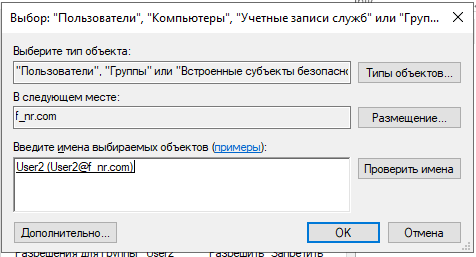 Выбор: "Пользователи", "Компьютеры", "Учетные записи служб" или "Груп...
Выберите тип объекта:
"Пользователи", "Группы" или "Встроенные субъекты безопасно
Типы объектов...
В следующем месте:
f_nr.com
Размещение...
Введите имена выбираемых объектов (примеры):
User2 (User2@f_nr.com)
Проверить имена
Дополнительно...
OK
Отмена
Разрешения для группы "User2"
Разрешить Запретить